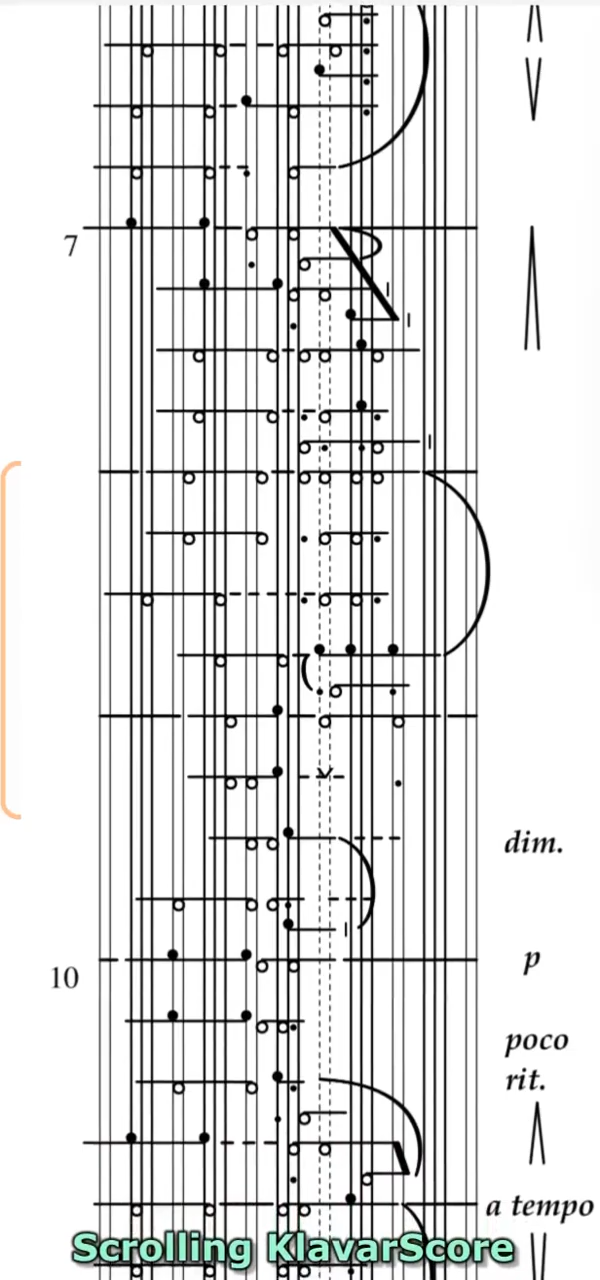 7
dim.
p
10
poco
rit.
a tempo
Scrolling KlavarScore